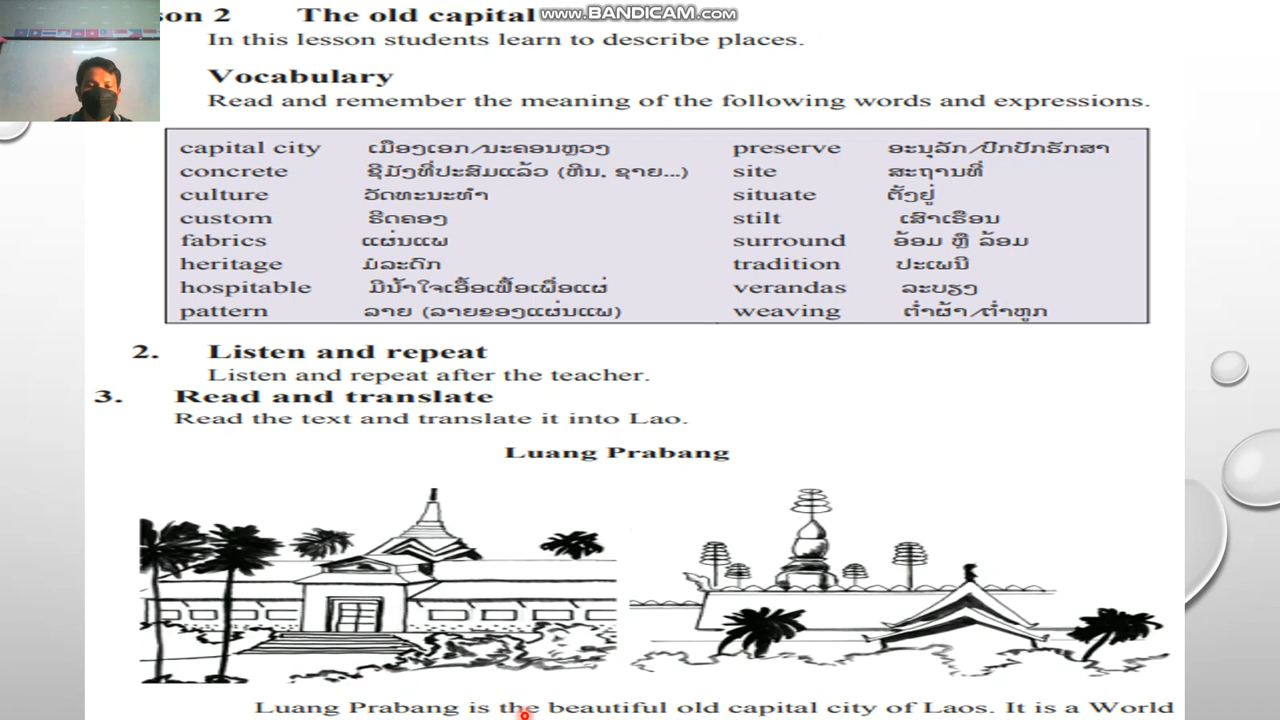 son 2 The old capital
www.BANDICAM.com
In this lesson students learn to describe places.
Vocabulary
Read and remember the meaning of the following words and expressions.
capital city ເມືອງເອກ/ນະຄອນຫຼວງ preserve ອະນຸລັກ/ປົກປັກຮັກສາ
concrete ຊີມັງທີ່ປະສົມແລ້ວ (ຫີນ, ຊາຍ...) site ສະຖານທີ່
culture ວັດທະນະທຳ situate ຕັ້ງຢູ່
custom ຮີດຄອງ stilt ເສົາເຮືອນ
fabrics ແຜ່ນແພ surround ອ້ອມ ຫຼື ລ້ອມ
heritage ມໍລະດົກ tradition ປະເພນີ
hospitable ມີນ້ຳໃຈເອື້ອເຟື້ອເພື່ອແຜ່ verandas ລະບຽງ
pattern ລາຍ (ລາຍຂອງແຜ່ນແພ) weaving ຕ່ຳຜ້າ/ຕ່ຳຫູກ
2. Listen and repeat
Listen and repeat after the teacher.
3. Read and translate
Read the text and translate it into Lao.
Luang Prabang
Luang Prabang is the beautiful old capital city of Laos. It is a World